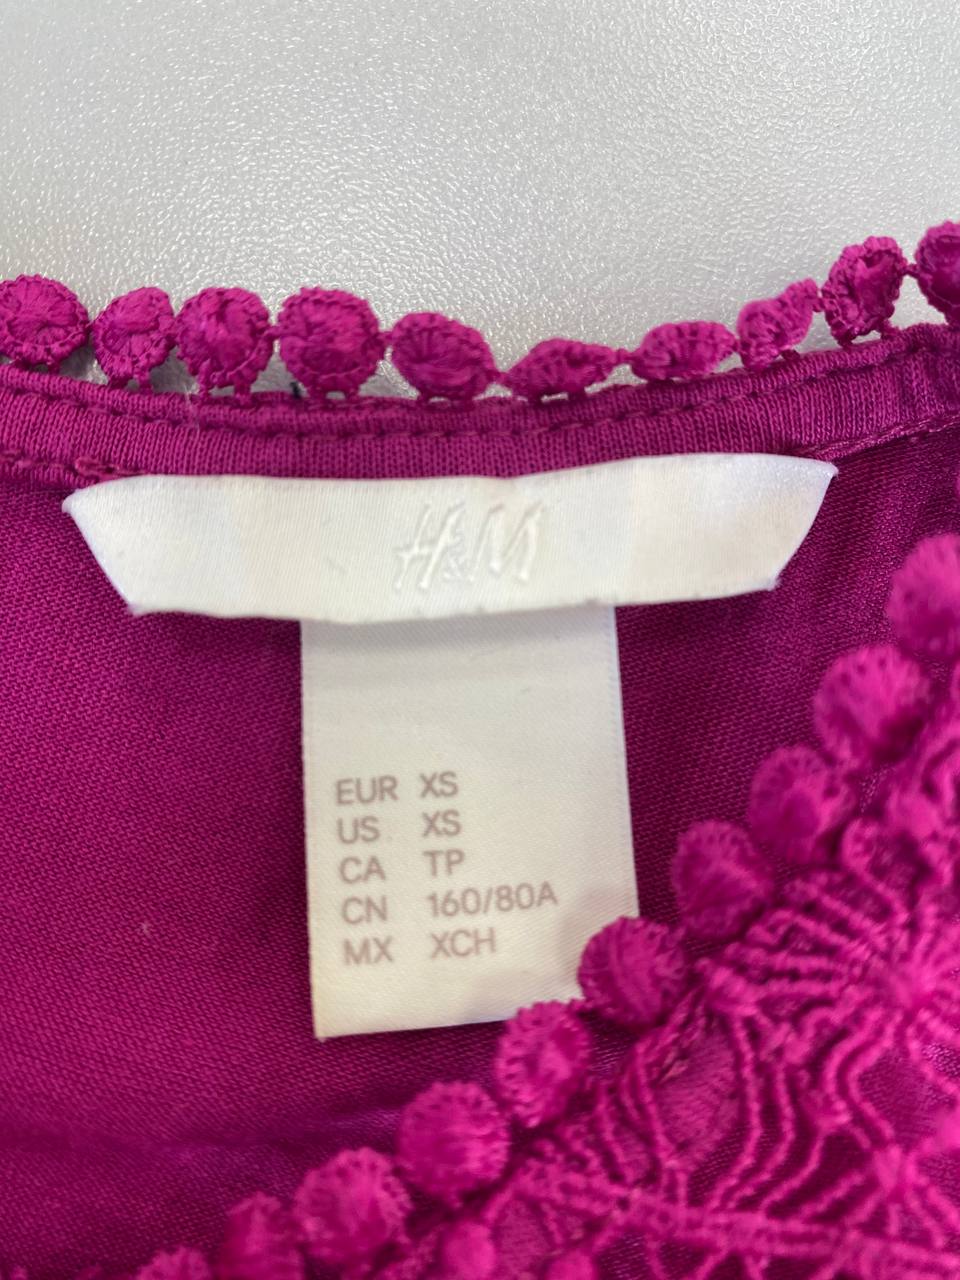 H&M
EUR XS
US XS
CA TP
CN 160/80A
MX XCH